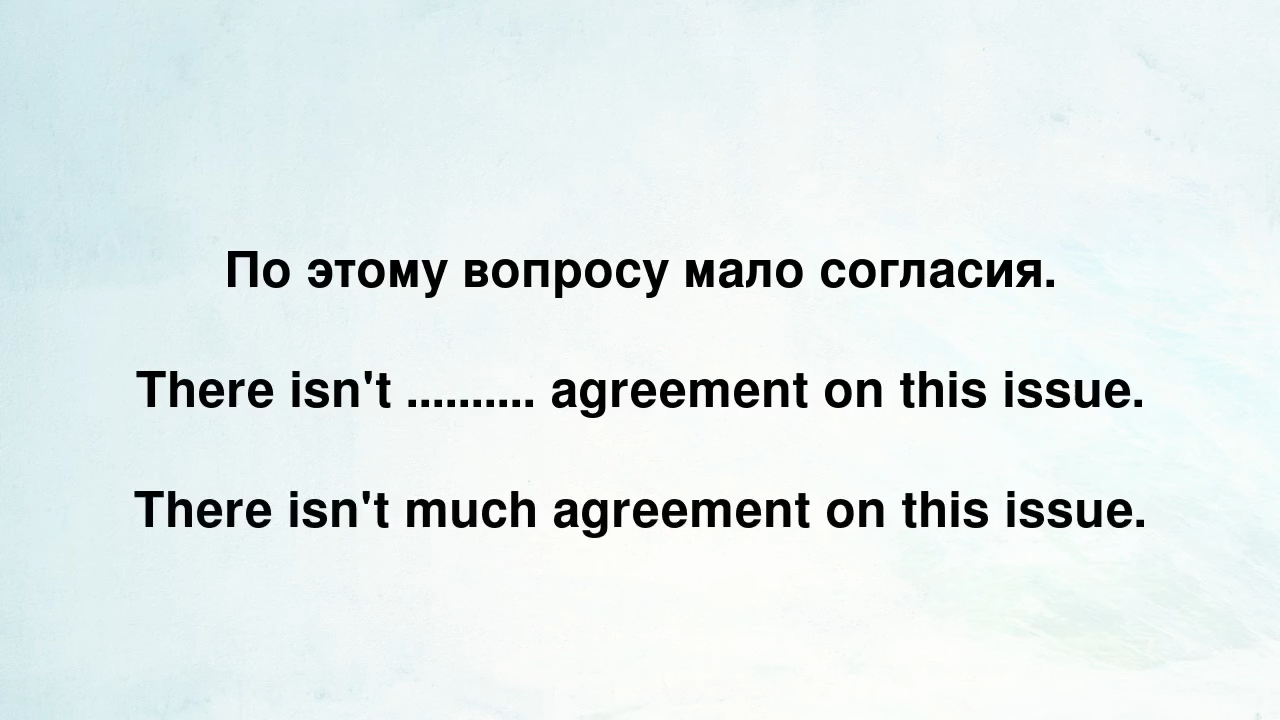 По этому вопросу мало согласия.
There isn't .......... agreement on this issue.
There isn't much agreement on this issue.